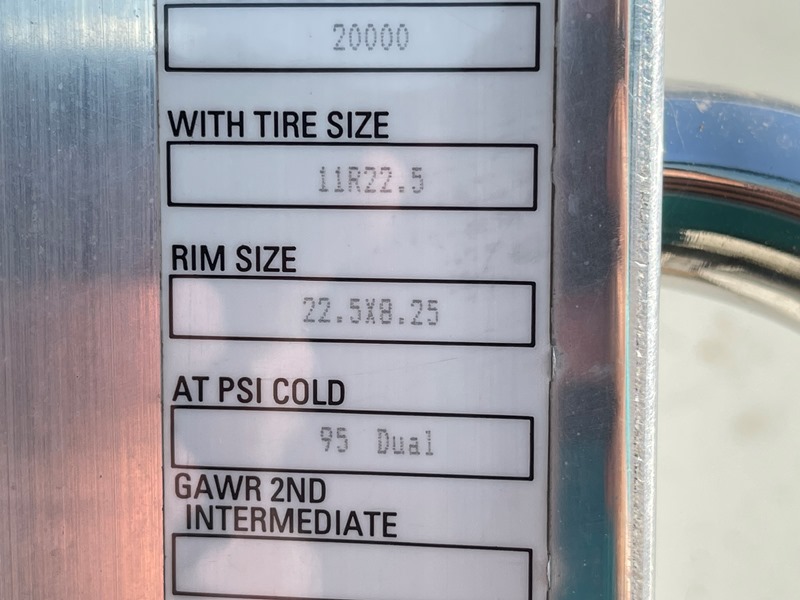 20000
WITH TIRE SIZE
11R22.5
RIM SIZE
22.5X8.25
AT PSI COLD
95 Dual
GAWR 2ND
INTERMEDIATE